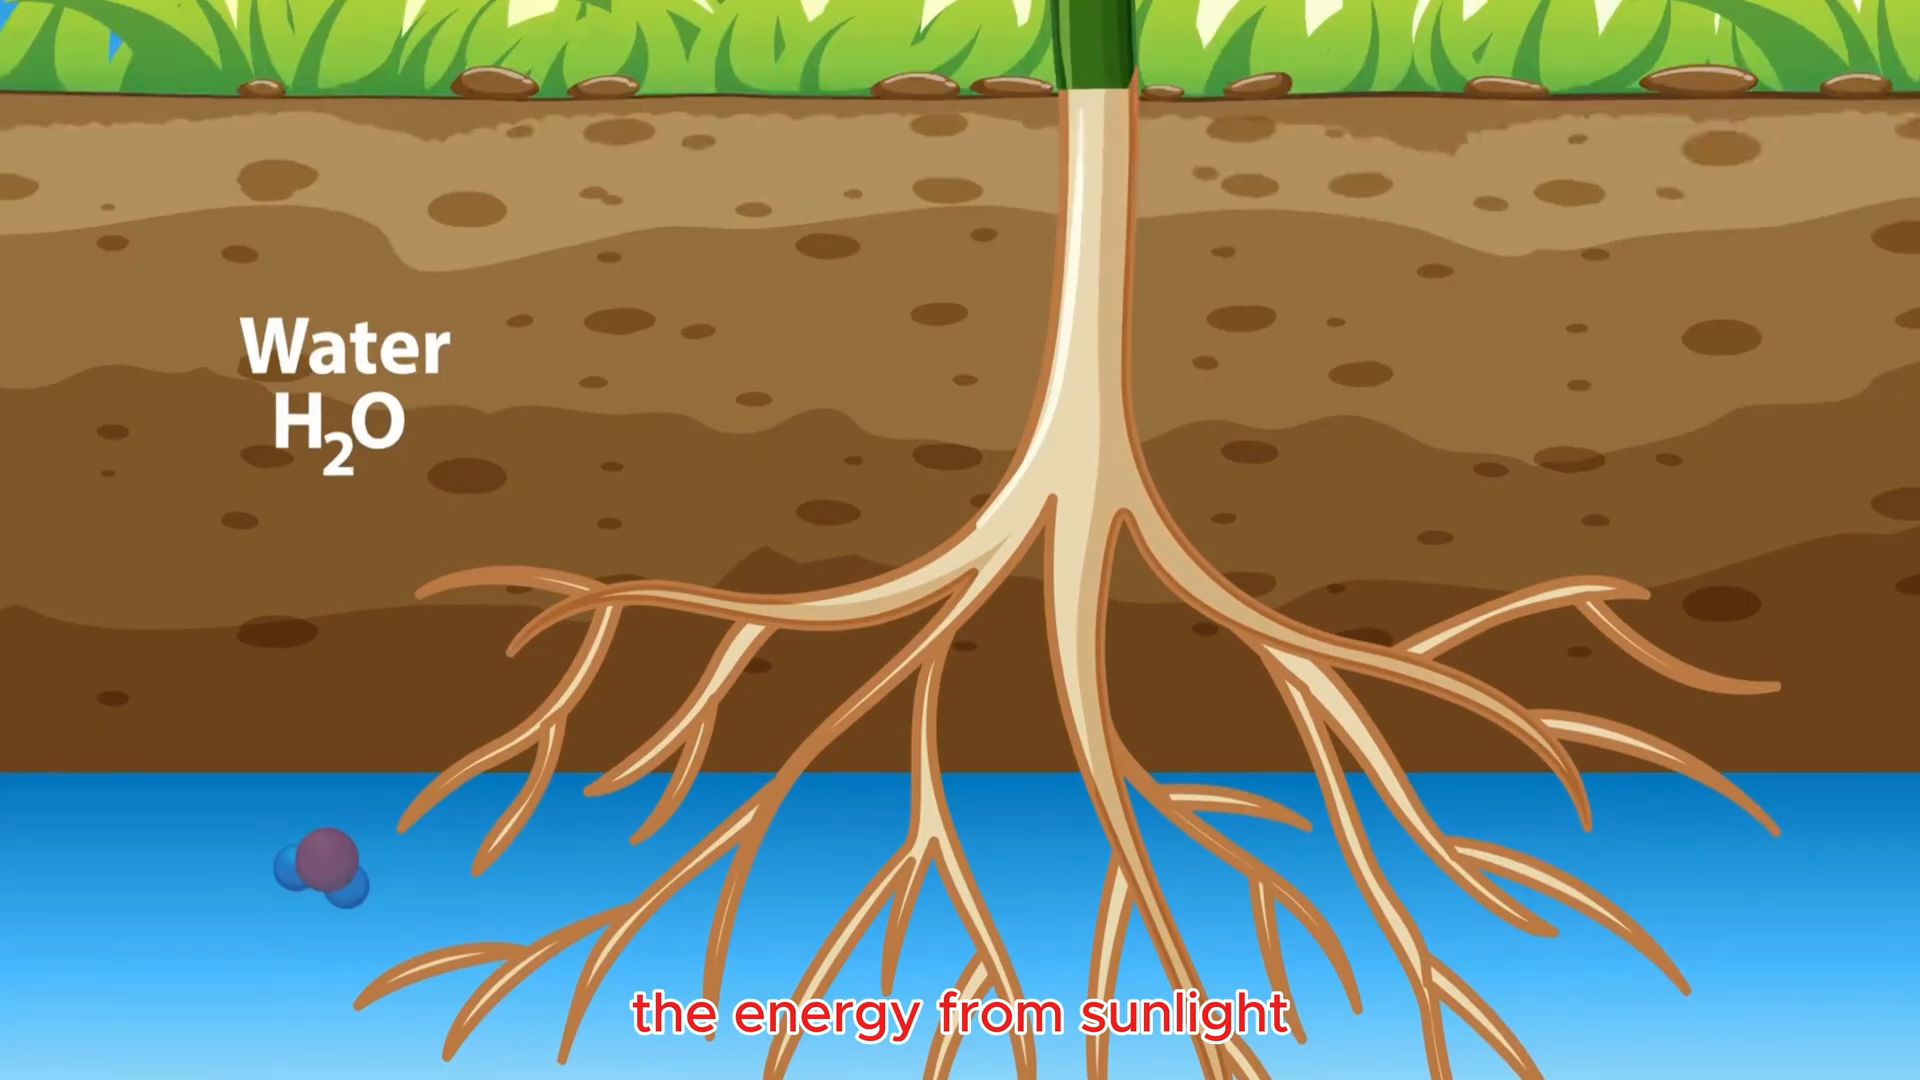 Water
H₂O
the energy from sunlight